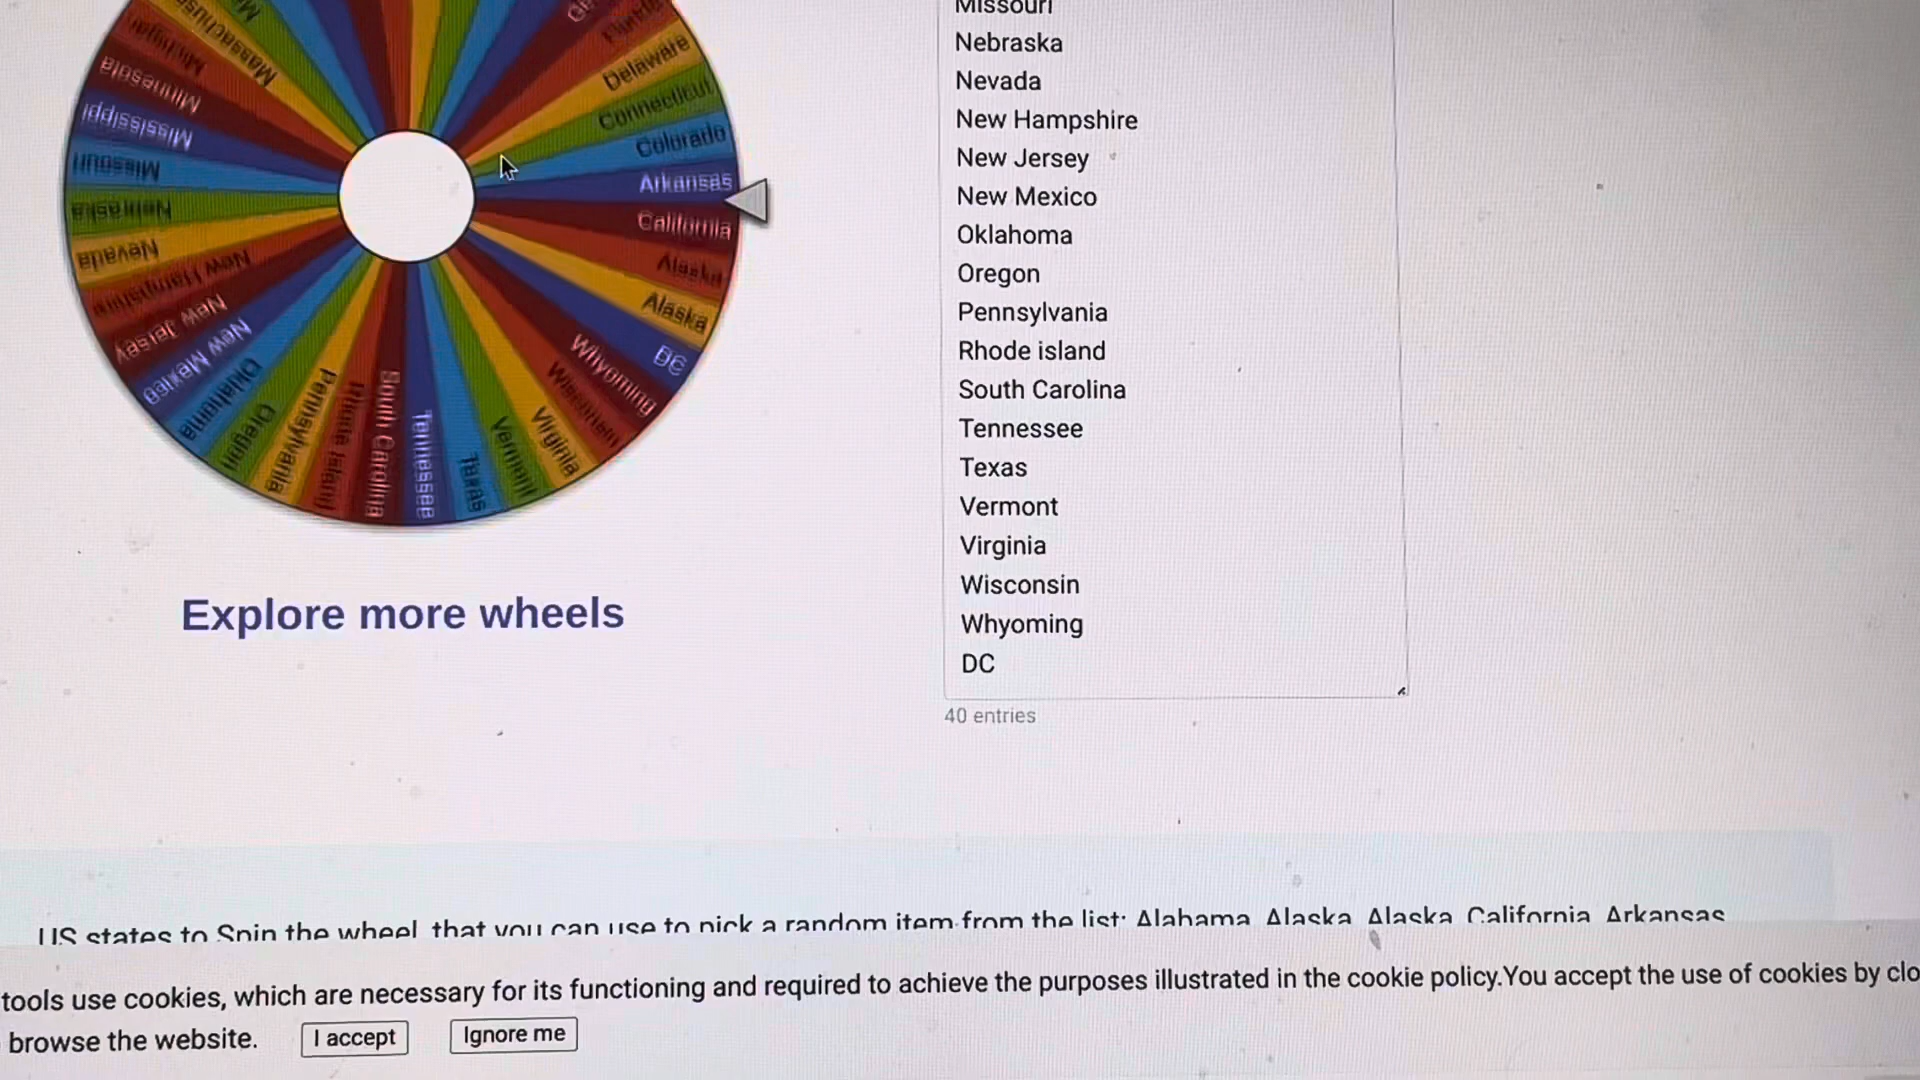 Massachuse
Michigan
Minnesota
Mississippi
Missouri
Nebraska
Nevada
New Hampshire
New Jersey
New Mexico
Oklahoma
Oregon
Pennsylvania
Rhode island
South Carolina
Tennessee
Texas
Vermont
Virginia
Wisconsin
Whyoming
DC
Alaska
Alaska
California
Arkansas
Colorado
Connecticut
Delaware
Florida
Explore more wheels
Missouri
Nebraska
Nevada
New Hampshire
New Jersey
New Mexico
Oklahoma
Oregon
Pennsylvania
Rhode island
South Carolina
Tennessee
Texas
Vermont
Virginia
Wisconsin
Whyoming
DC
40 entries
US states to Spin the wheel, that you can use to pick a random item from the list: Alabama Alaska Alaska California Arkansas
tools use cookies, which are necessary for its functioning and required to achieve the purposes illustrated in the cookie policy.You accept the use of cookies by clo
browse the website.
I accept
Ignore me